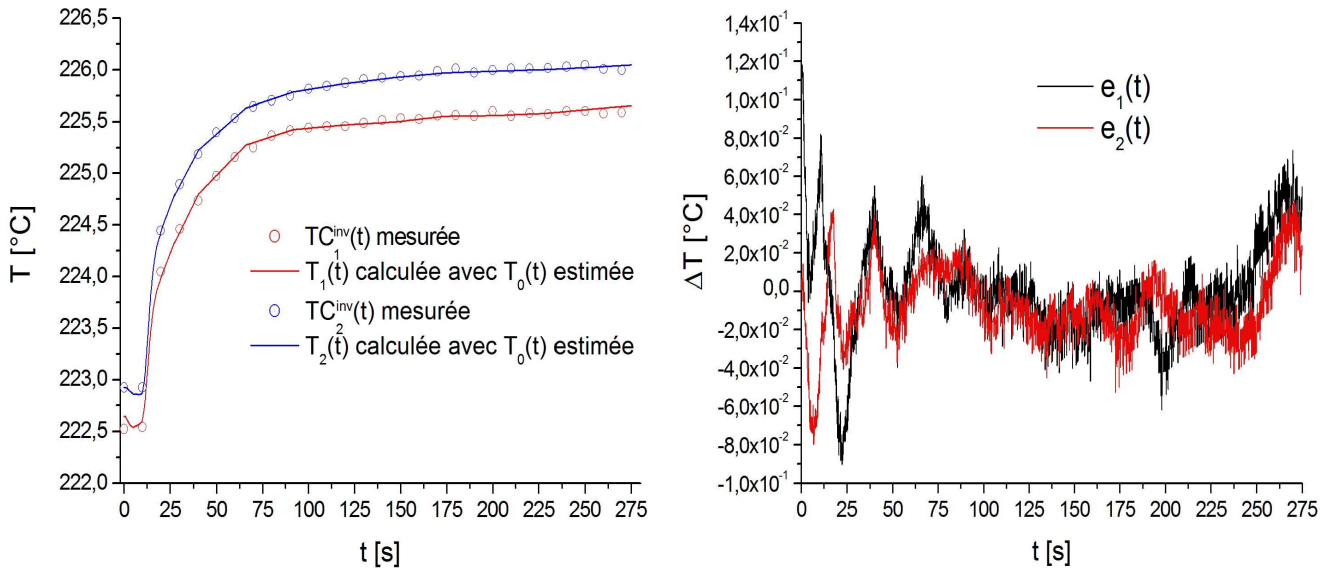 T [°C]
226,5
226,0
225,5
225,0
224,5
224,0
223,5
223,0
222,5
222,0
TC₁ⁱⁿᵛ(t) mesurée
T₁(t) calculée avec T₀(t) estimée
TC₂ⁱⁿᵛ(t) mesurée
T₂(t) calculée avec T₀(t) estimée
0 25 50 75 100 125 150 175 200 225 250 275
t [s]
ΔT [°C]
1,4x10⁻¹
1,2x10⁻¹
1,0x10⁻¹
8,0x10⁻²
6,0x10⁻²
4,0x10⁻²
2,0x10⁻²
0,0
-2,0x10⁻²
-4,0x10⁻²
-6,0x10⁻²
-8,0x10⁻²
-1,0x10⁻¹
e₁(t)
e₂(t)
0 25 50 75 100 125 150 175 200 225 250 275
t [s]